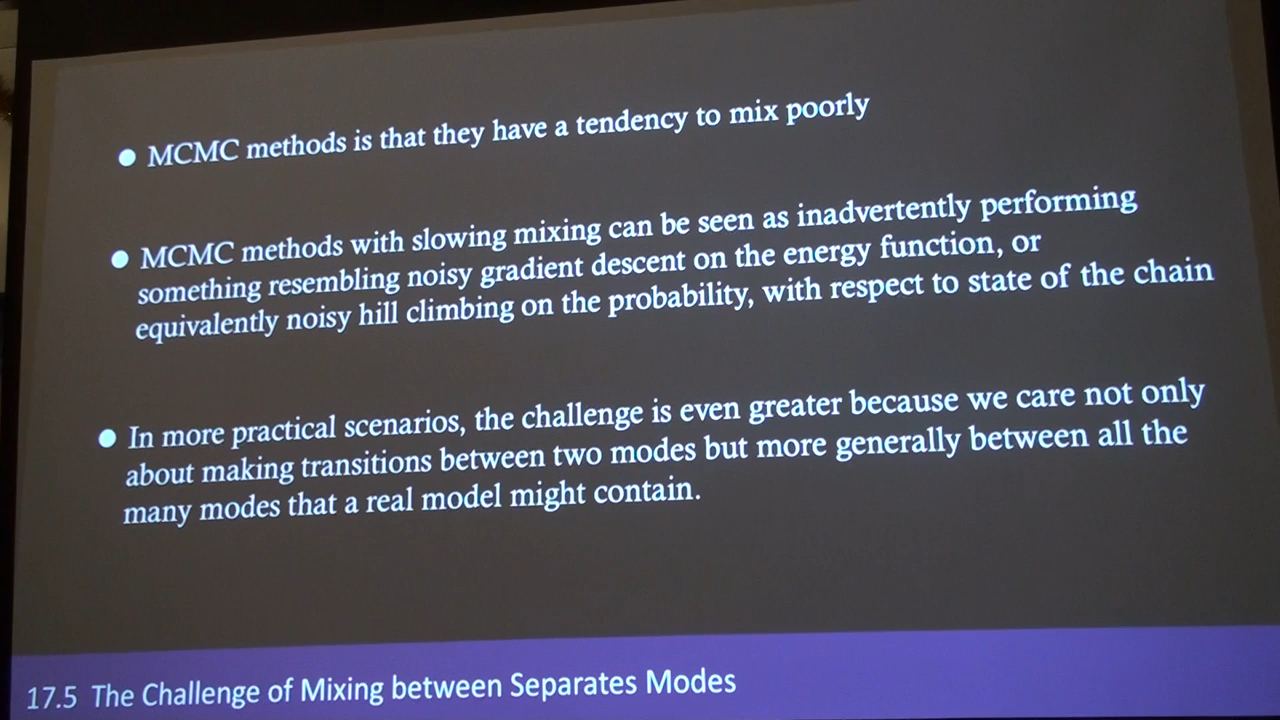 ● MCMC methods is that they have a tendency to mix poorly
● MCMC methods with slowing mixing can be seen as inadvertently performing
something resembling noisy gradient descent on the energy function, or
equivalently noisy hill climbing on the probability, with respect to state of the chain
● In more practical scenarios, the challenge is even greater because we care not only
about making transitions between two modes but more generally between all the
many modes that a real model might contain.
17.5 The Challenge of Mixing between Separates Modes